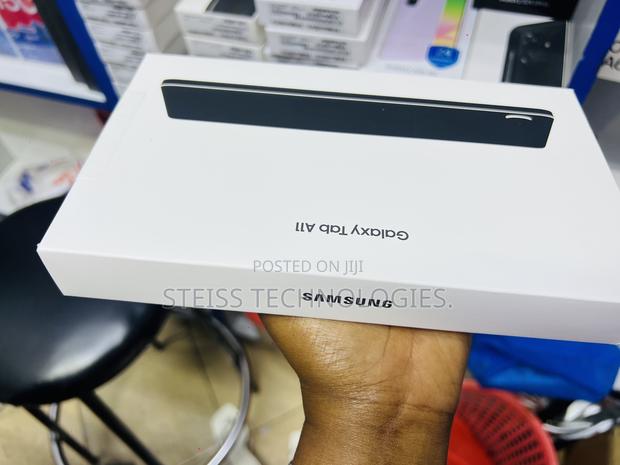 Galaxy Tab A11
POSTED ON JIJI
STEISS TECHNOLOGIES.
SAMSUNG